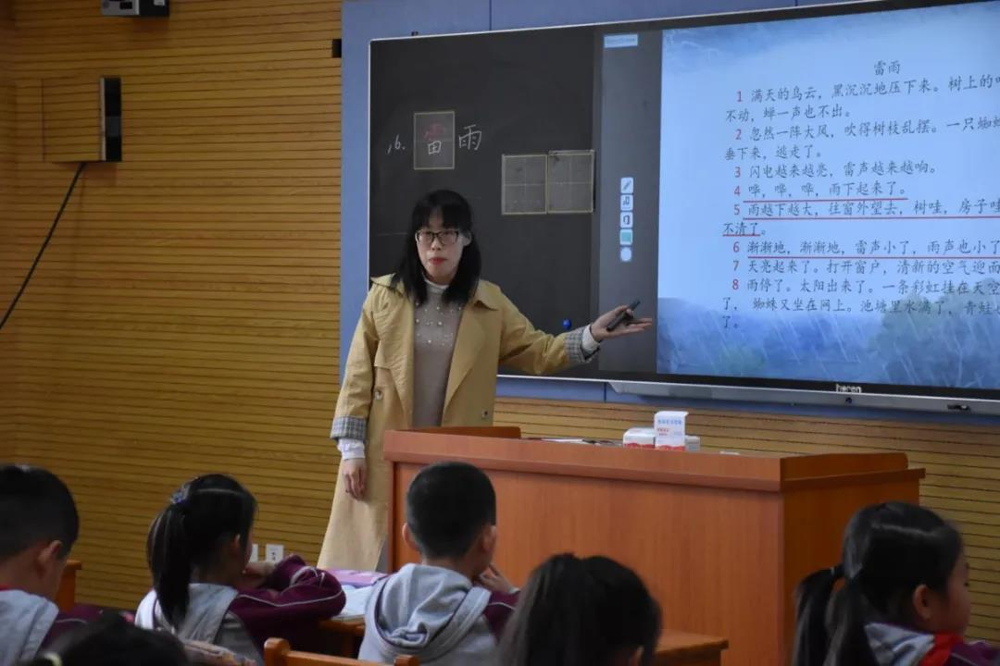 16. 雷雨
雷雨
1 满天的乌云，黑沉沉地压下来。树上的叶
不动，蝉一声也不出。
2 忽然一阵大风，吹得树枝乱摆。一只蜘蛛
垂下来，逃走了。
3 闪电越来越亮，雷声越来越响。
4 哗，哗，哗，雨下起来了。
5 雨越下越大，往窗外望去，树哇，房子哇
不清了。
6 渐渐地，渐渐地，雷声小了，雨声也小了
7 天亮起来了。打开窗户，清新的空气迎面
8 雨停了。太阳出来了。一条彩虹挂在天空
了， 蜘蛛又坐在网上。池塘里水满了，青蛙也
了。